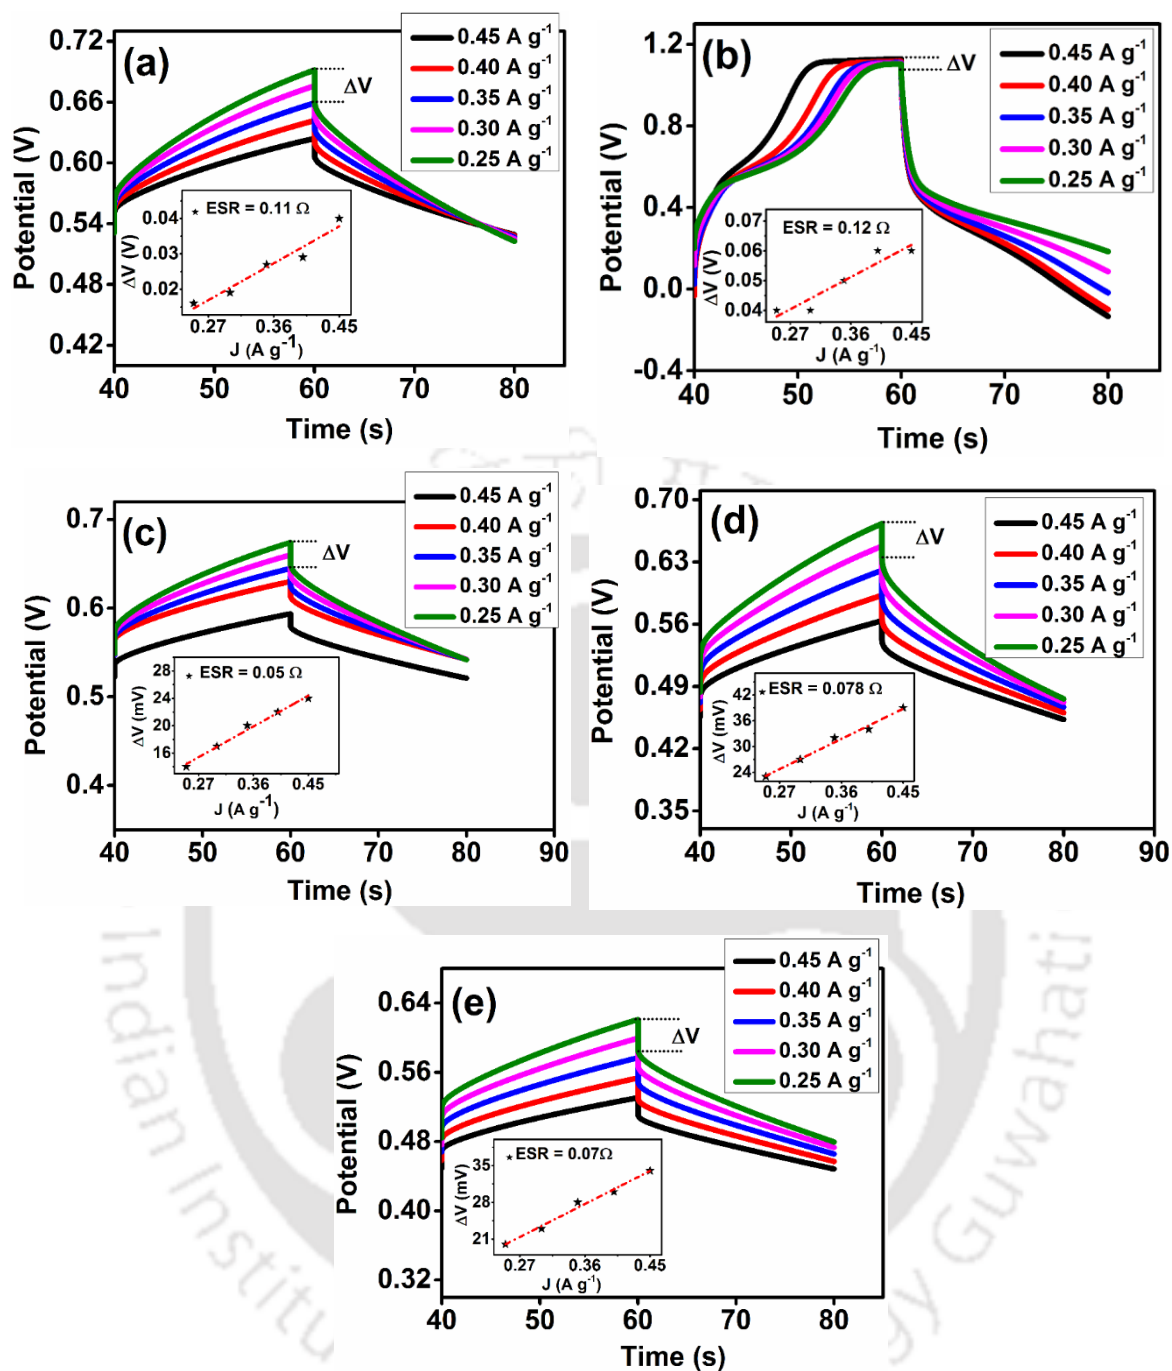 (a)
0.45 A g-1
0.40 A g-1
0.35 A g-1
0.30 A g-1
0.25 A g-1
ΔV
Potential (V)
0.72
0.66
0.60
0.54
0.48
0.42
40 50 60 70 80
Time (s)
ESR = 0.11 Ω
ΔV (V)
0.04
0.03
0.02
0.27 0.36 0.45
J (A g-1)
(b)
0.45 A g-1
0.40 A g-1
0.35 A g-1
0.30 A g-1
0.25 A g-1
ΔV
Potential (V)
1.2
0.8
0.4
0.0
-0.4
40 50 60 70 80
Time (s)
ESR = 0.12 Ω
ΔV (V)
0.07
0.06
0.05
0.04
0.27 0.36 0.45
J (A g-1)
(c)
0.45 A g-1
0.40 A g-1
0.35 A g-1
0.30 A g-1
0.25 A g-1
ΔV
Potential (V)
0.7
0.6
0.5
0.4
40 50 60 70 80 90
Time (s)
ESR = 0.05 Ω
ΔV (mV)
28
24
20
16
0.27 0.36 0.45
J (A g-1)
(d)
0.45 A g-1
0.40 A g-1
0.35 A g-1
0.30 A g-1
0.25 A g-1
ΔV
Potential (V)
0.70
0.63
0.56
0.49
0.42
0.35
40 50 60 70 80 90
Time (s)
ESR = 0.078 Ω
ΔV (mV)
42
36
30
24
0.27 0.36 0.45
J (A g-1)
(e)
0.45 A g-1
0.40 A g-1
0.35 A g-1
0.30 A g-1
0.25 A g-1
ΔV
Potential (V)
0.64
0.56
0.48
0.40
0.32
40 50 60 70 80
Time (s)
ESR = 0.07Ω
ΔV (mV)
35
28
21
0.27 0.36 0.45
J (A g-1)
Indian Institu
gy Guwahati